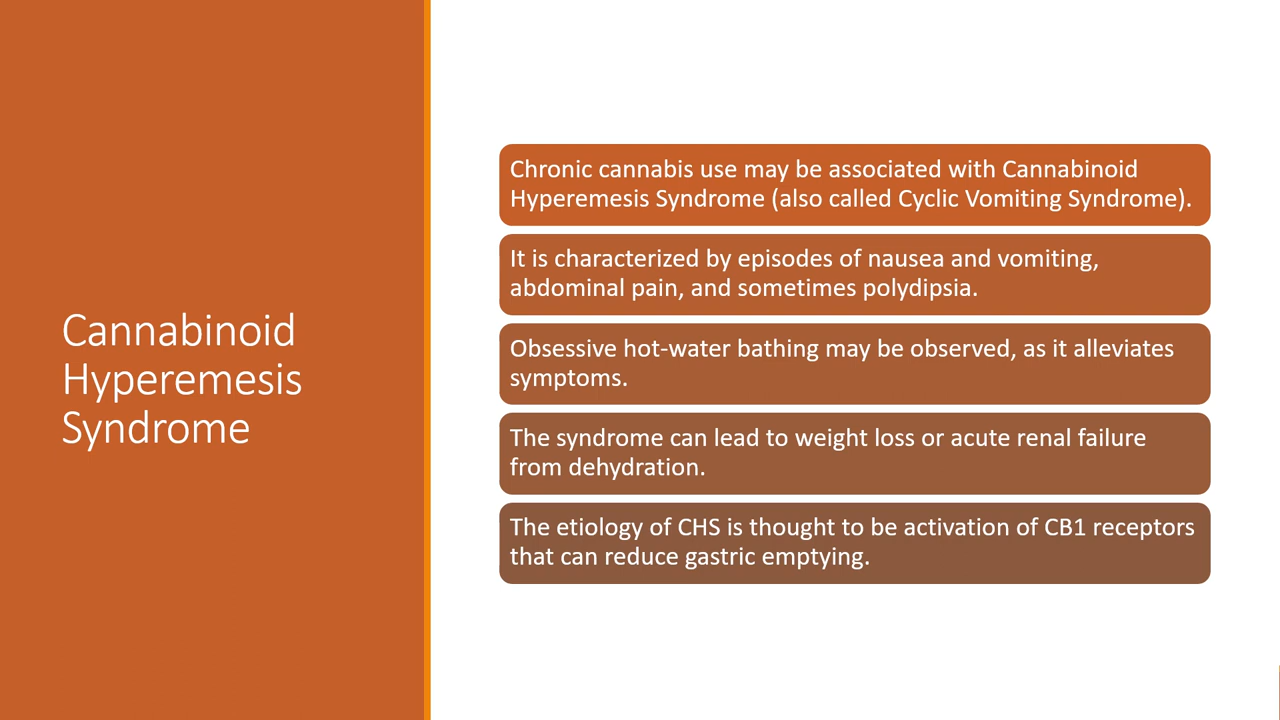 Cannabinoid
Hyperemesis
Syndrome
Chronic cannabis use may be associated with Cannabinoid
Hyperemesis Syndrome (also called Cyclic Vomiting Syndrome).
It is characterized by episodes of nausea and vomiting,
abdominal pain, and sometimes polydipsia.
Obsessive hot-water bathing may be observed, as it alleviates
symptoms.
The syndrome can lead to weight loss or acute renal failure
from dehydration.
The etiology of CHS is thought to be activation of CB1 receptors
that can reduce gastric emptying.